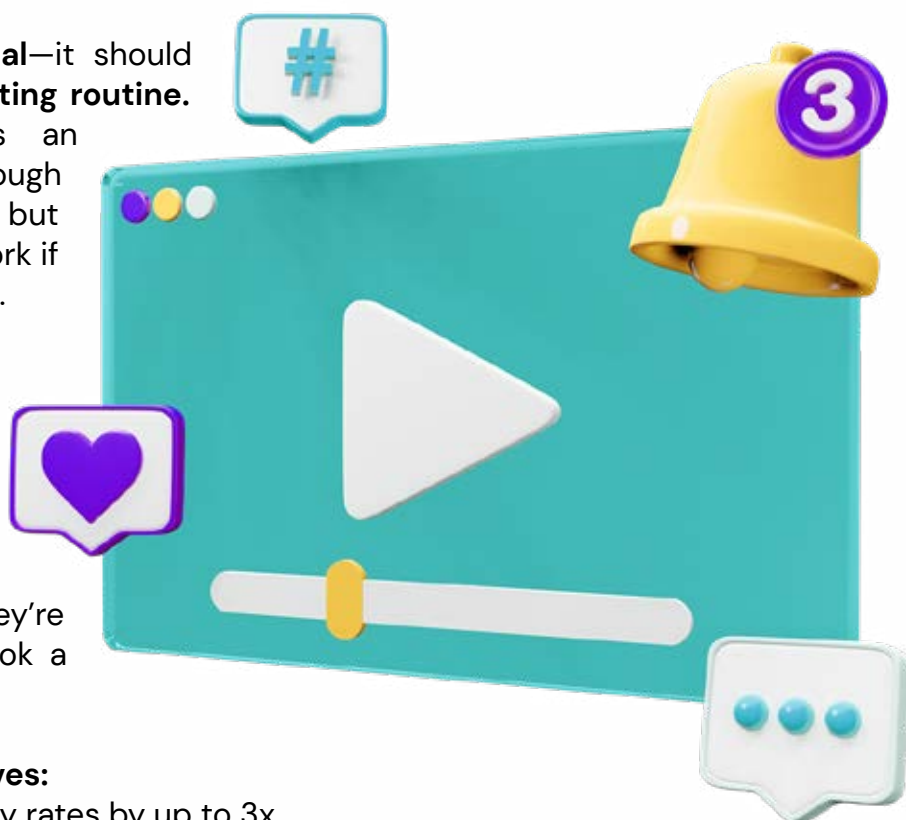 #
al—it should
3
ting routine.
s an
ough
but
rk if
.
ey're
ok a
ves:
y rates by up to 3x